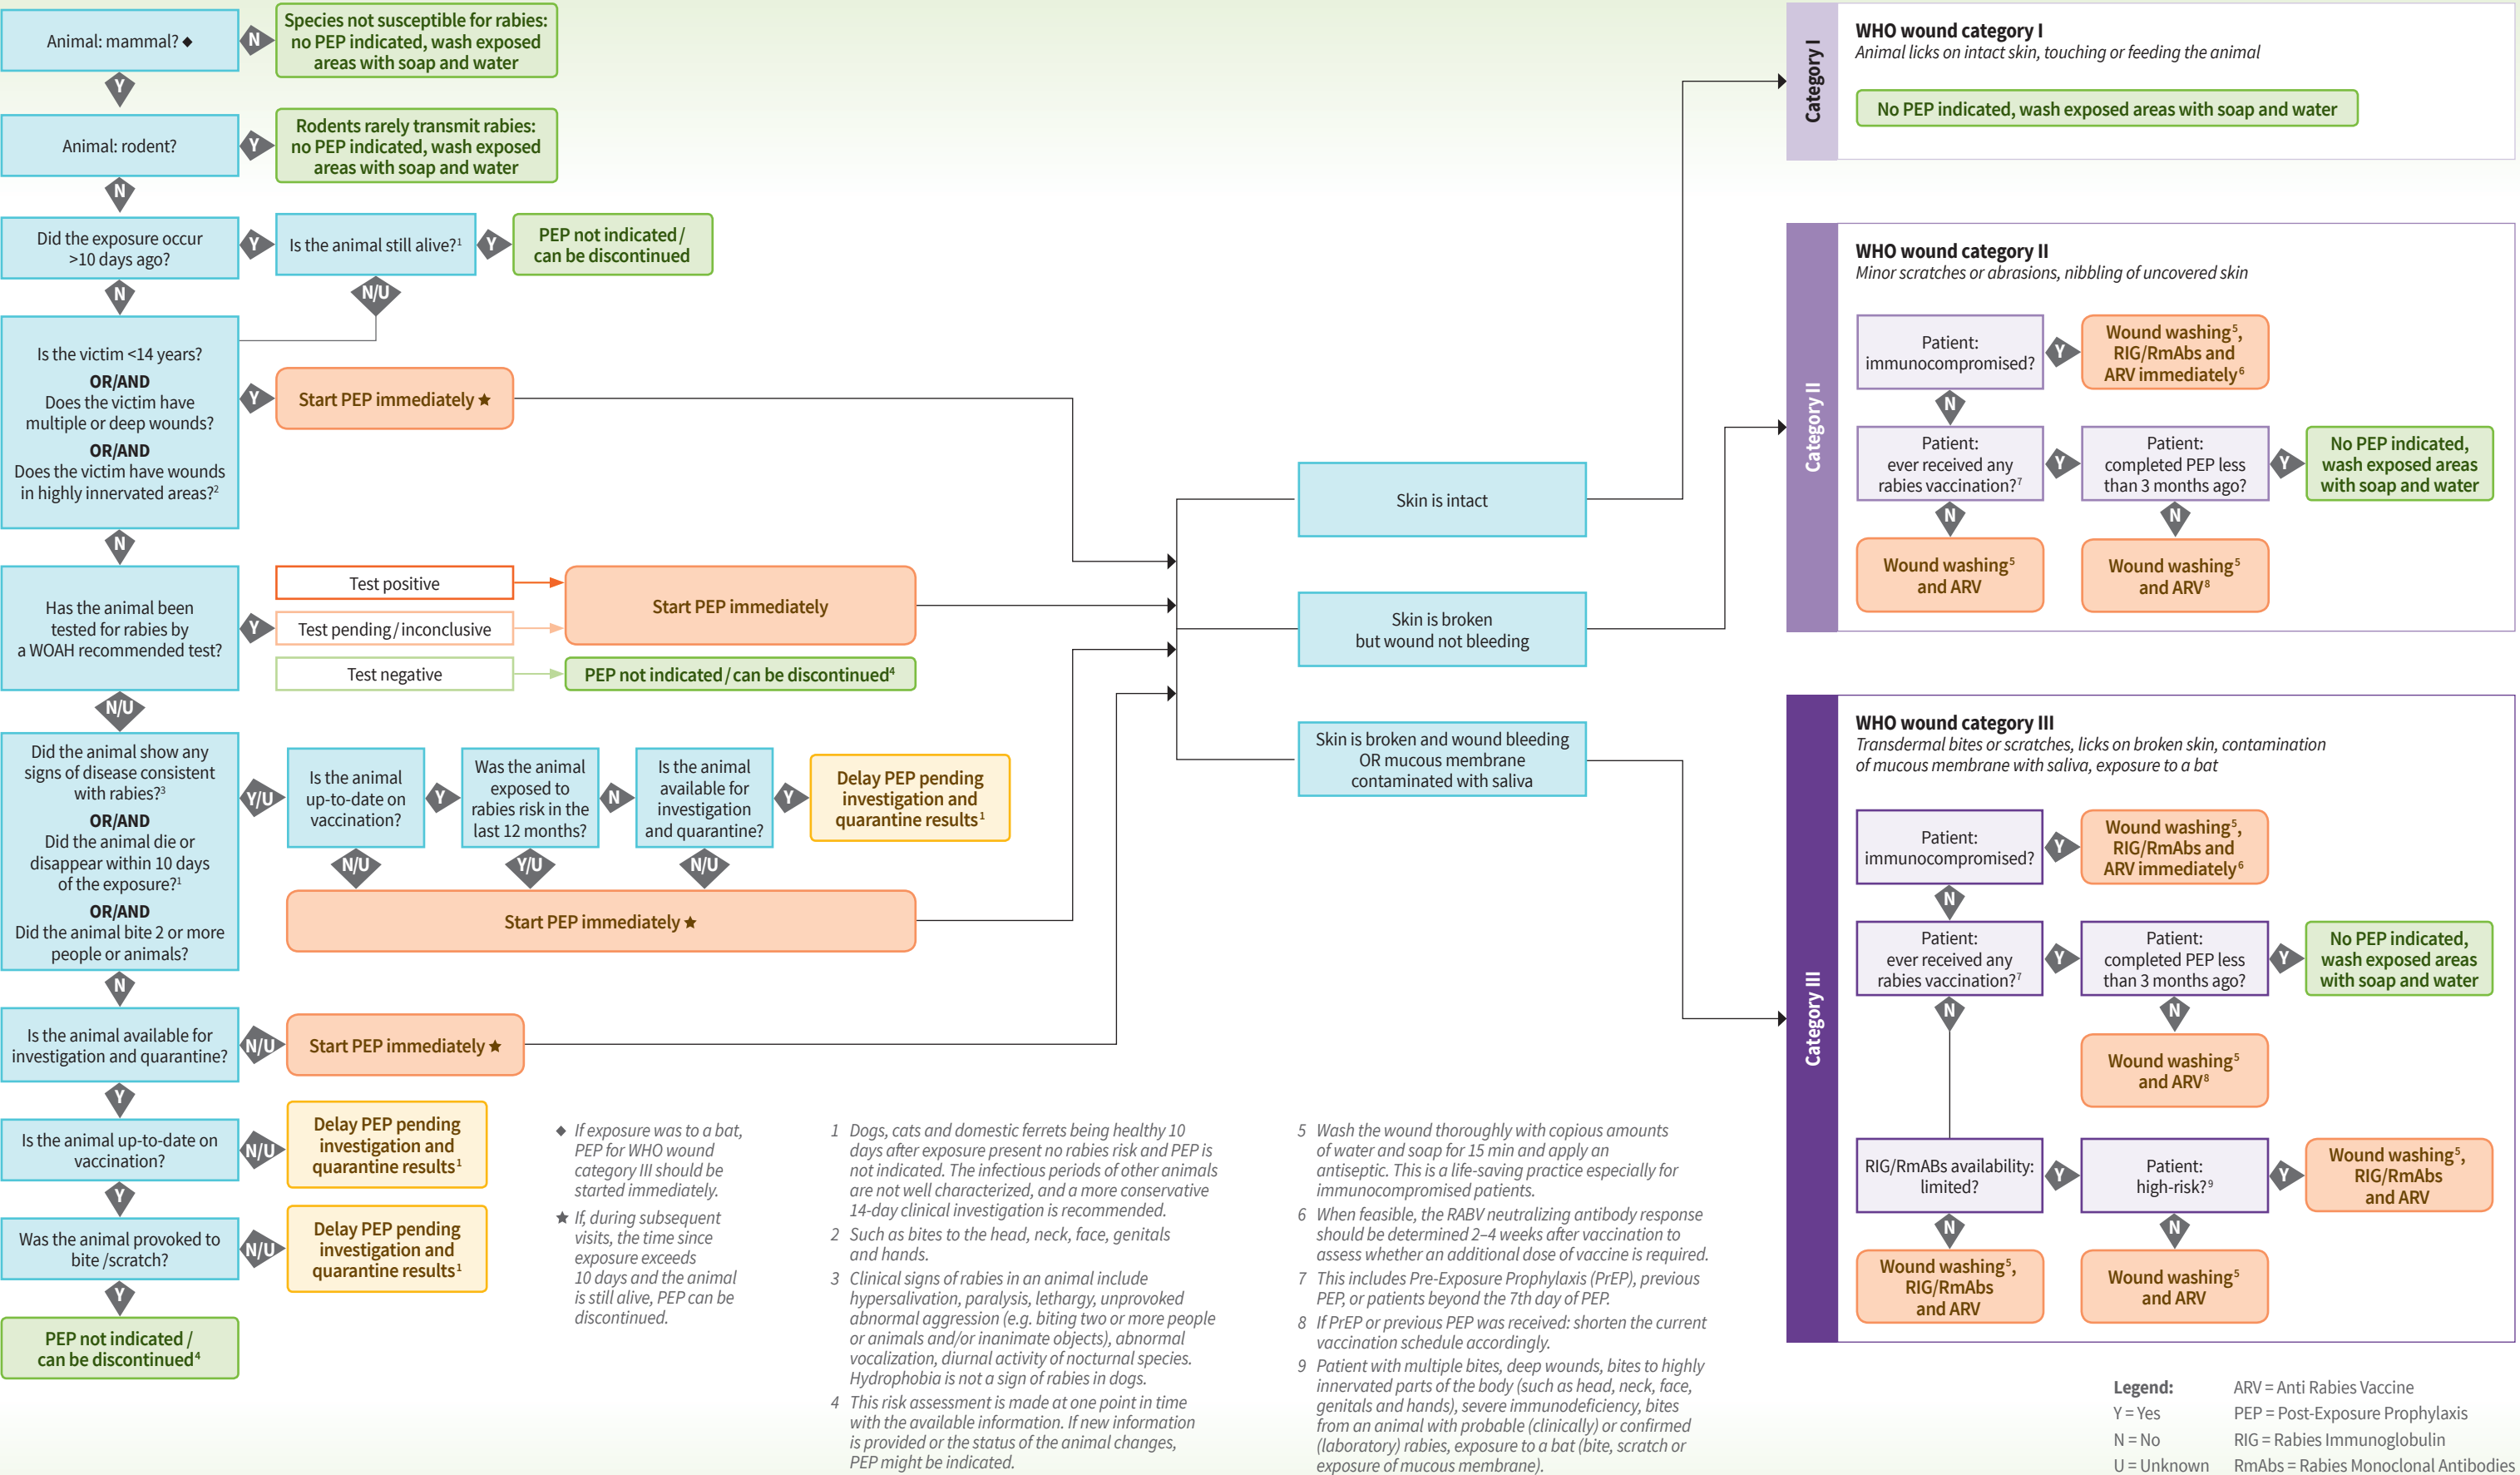 Animal: mammal? ◆
N
Species not susceptible for rabies:
no PEP indicated, wash exposed
areas with soap and water
Y
Animal: rodent?
Y
Rodents rarely transmit rabies:
no PEP indicated, wash exposed
areas with soap and water
N
Did the exposure occur
>10 days ago?
Y
Is the animal still alive?1
Y
PEP not indicated/
can be discontinued
N
N/U
Is the victim <14 years?
OR/AND
Does the victim have
multiple or deep wounds?
OR/AND
Does the victim have wounds
in highly innervated areas?2
Y
Start PEP immediately ★
N
Has the animal been
tested for rabies by
a WOAH recommended test?
Y
Test positive
Test pending/inconclusive
Start PEP immediately
Test negative
PEP not indicated/can be discontinued4
N/U
Did the animal show any
signs of disease consistent
with rabies?3
OR/AND
Did the animal die or
disappear within 10 days
of the exposure?1
OR/AND
Did the animal bite 2 or more
people or animals?
Y/U
Is the animal
up-to-date on
vaccination?
Y
Was the animal
exposed to
rabies risk in the
last 12 months?
N
Is the animal
available for
investigation
and quarantine?
Y
Delay PEP pending
investigation and
quarantine results1
N/U
Y/U
N/U
Start PEP immediately ★
N
Is the animal available for
investigation and quarantine?
N/U
Start PEP immediately ★
Y
Is the animal up-to-date on
vaccination?
N/U
Delay PEP pending
investigation and
quarantine results1
Y
Was the animal provoked to
bite /scratch?
N/U
Delay PEP pending
investigation and
quarantine results1
Y
PEP not indicated /
can be discontinued4
Skin is intact
Skin is broken
but wound not bleeding
Skin is broken and wound bleeding
OR mucous membrane
contaminated with saliva
Category I
WHO wound category I
Animal licks on intact skin, touching or feeding the animal
No PEP indicated, wash exposed areas with soap and water
Category II
WHO wound category II
Minor scratches or abrasions, nibbling of uncovered skin
Patient:
immunocompromised?
Y
Wound washing5,
RIG/RmAbs and
ARV immediately6
N
Patient:
ever received any
rabies vaccination?7
Y
Patient:
completed PEP less
than 3 months ago?
Y
No PEP indicated,
wash exposed areas
with soap and water
N
N
Wound washing5
and ARV
Wound washing5
and ARV8
Category III
WHO wound category III
Transdermal bites or scratches, licks on broken skin, contamination
of mucous membrane with saliva, exposure to a bat
Patient:
immunocompromised?
Y
Wound washing5,
RIG/RmAbs and
ARV immediately6
N
Patient:
ever received any
rabies vaccination?7
Y
Patient:
completed PEP less
than 3 months ago?
Y
No PEP indicated,
wash exposed areas
with soap and water
N
N
Wound washing5
and ARV8
RIG/RmABs availability:
limited?
Y
Patient:
high-risk?9
Y
Wound washing5,
RIG/RmAbs
and ARV
N
N
Wound washing5,
RIG/RmAbs
and ARV
Wound washing5
and ARV
◆ If exposure was to a bat,
PEP for WHO wound
category III should be
started immediately.
★ If, during subsequent
visits, the time since
exposure exceeds
10 days and the animal
is still alive, PEP can be
discontinued.
1 Dogs, cats and domestic ferrets being healthy 10
days after exposure present no rabies risk and PEP is
not indicated. The infectious periods of other animals
are not well characterized, and a more conservative
14-day clinical investigation is recommended.
2 Such as bites to the head, neck, face, genitals
and hands.
3 Clinical signs of rabies in an animal include
hypersalivation, paralysis, lethargy, unprovoked
abnormal aggression (e.g. biting two or more people
or animals and/or inanimate objects), abnormal
vocalization, diurnal activity of nocturnal species.
Hydrophobia is not a sign of rabies in dogs.
4 This risk assessment is made at one point in time
with the available information. If new information
is provided or the status of the animal changes,
PEP might be indicated.
5 Wash the wound thoroughly with copious amounts
of water and soap for 15 min and apply an
antiseptic. This is a life-saving practice especially for
immunocompromised patients.
6 When feasible, the RABV neutralizing antibody response
should be determined 2–4 weeks after vaccination to
assess whether an additional dose of vaccine is required.
7 This includes Pre-Exposure Prophylaxis (PrEP), previous
PEP, or patients beyond the 7th day of PEP.
8 If PrEP or previous PEP was received: shorten the current
vaccination schedule accordingly.
9 Patient with multiple bites, deep wounds, bites to highly
innervated parts of the body (such as head, neck, face,
genitals and hands), severe immunodeficiency, bites
from an animal with probable (clinically) or confirmed
(laboratory) rabies, exposure to a bat (bite, scratch or
exposure of mucous membrane).
Legend:
Y = Yes
N = No
U = Unknown
ARV = Anti Rabies Vaccine
PEP = Post-Exposure Prophylaxis
RIG = Rabies Immunoglobulin
RmAbs = Rabies Monoclonal Antibodies